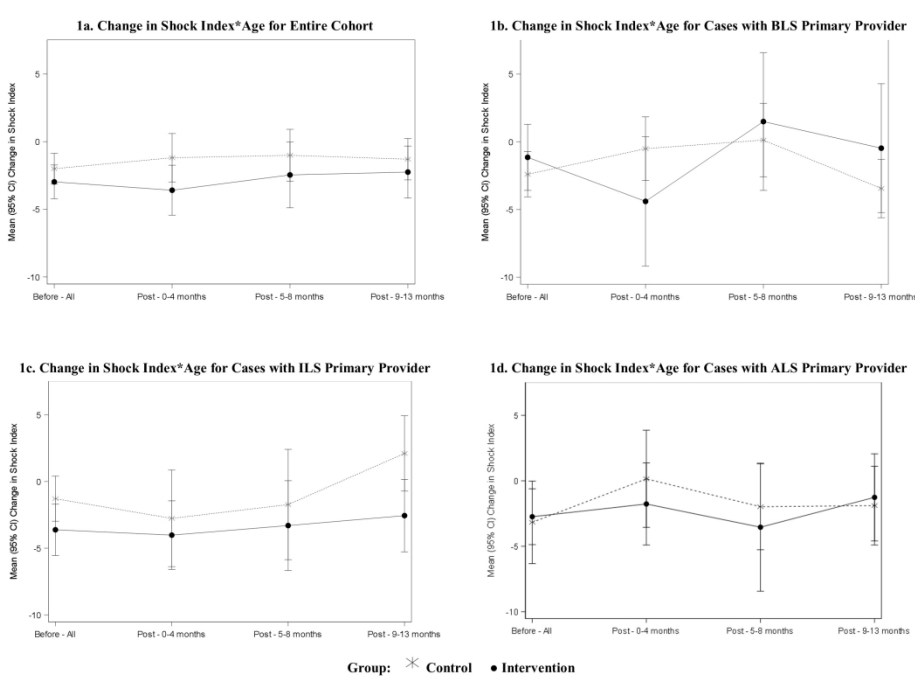 1a. Change in Shock Index*Age for Entire Cohort
Mean (95% CI) Change in Shock Index
5
0
-5
-10
Before - All Post - 0-4 months Post - 5-8 months Post - 9-13 months
1b. Change in Shock Index*Age for Cases with BLS Primary Provider
Mean (95% CI) Change in Shock Index
5
0
-5
-10
Before - All Post - 0-4 months Post - 5-8 months Post - 9-13 months
1c. Change in Shock Index*Age for Cases with ILS Primary Provider
Mean (95% CI) Change in Shock Index
5
0
-5
-10
Before - All Post - 0-4 months Post - 5-8 months Post - 9-13 months
1d. Change in Shock Index*Age for Cases with ALS Primary Provider
Mean (95% CI) Change in Shock Index
5
0
-5
-10
Before - All Post - 0-4 months Post - 5-8 months Post - 9-13 months
Group: Control Intervention